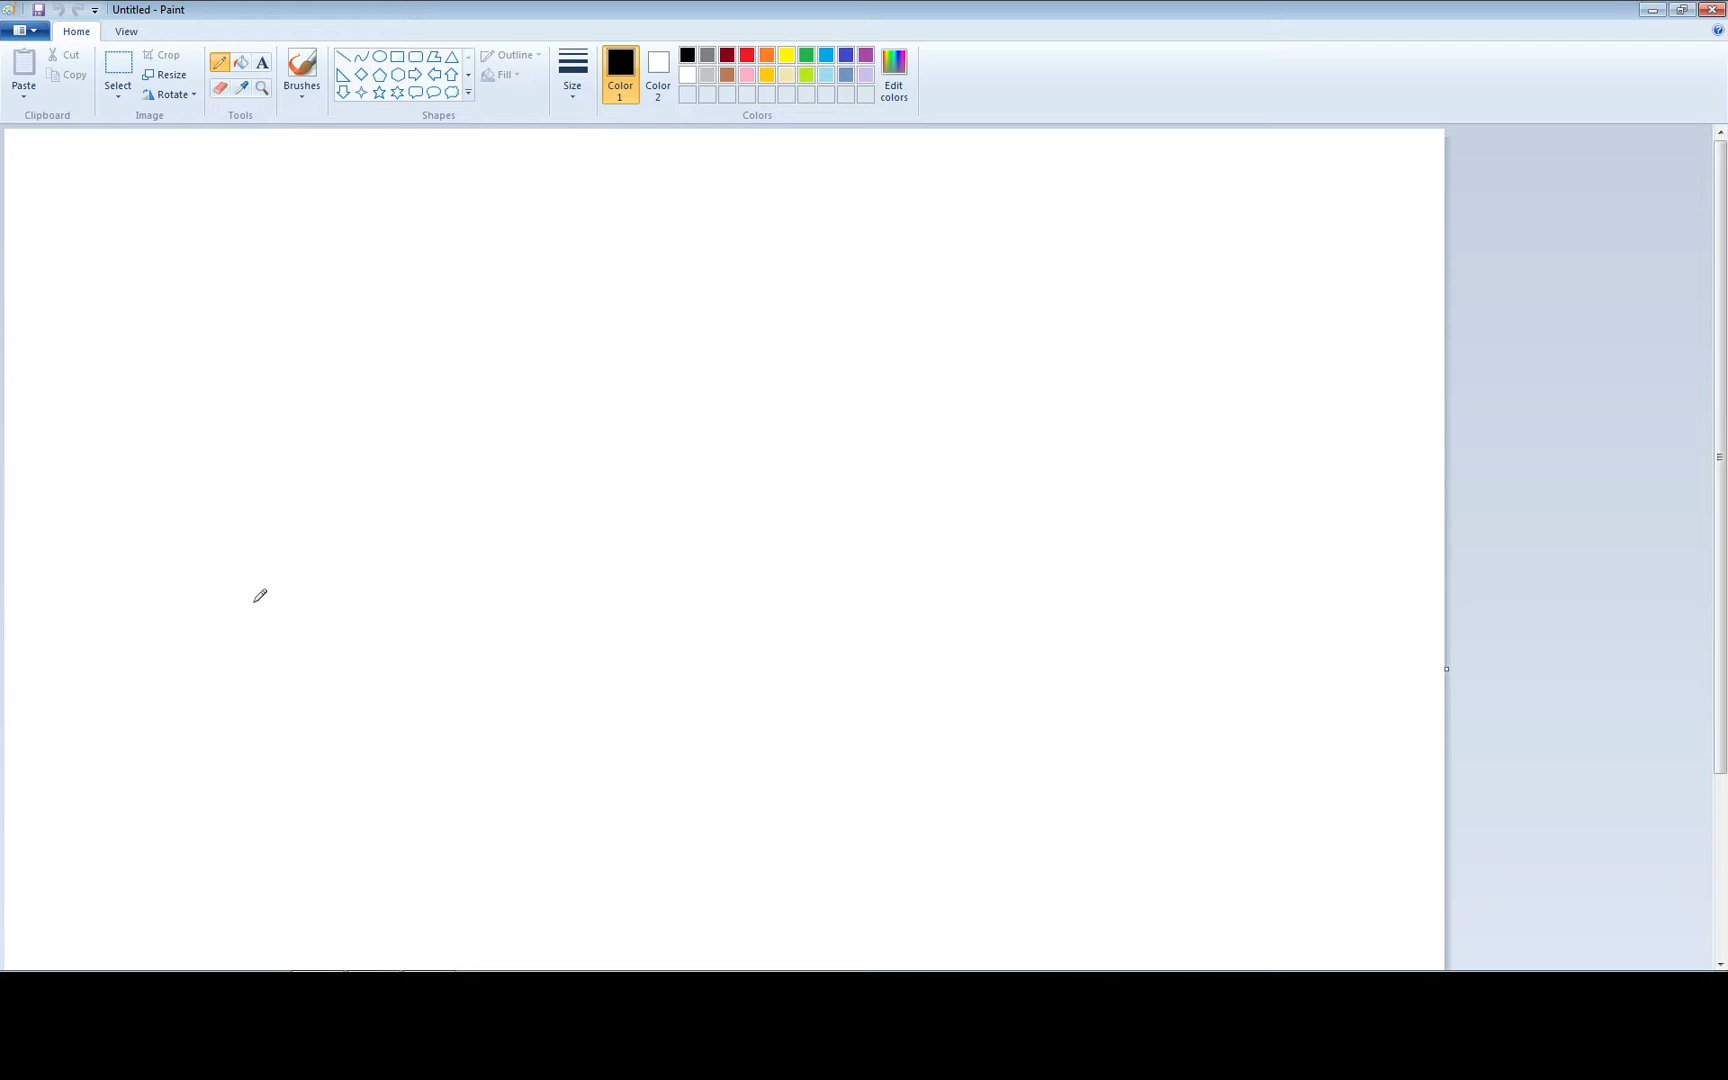 Untitled - Paint
Home View
Paste
Cut
Copy
Clipboard
Select
Crop
Resize
Rotate
Image
A
Tools
Brushes
Shapes
Outline
Fill
Size
Color 1
Color 2
Edit colors
Colors